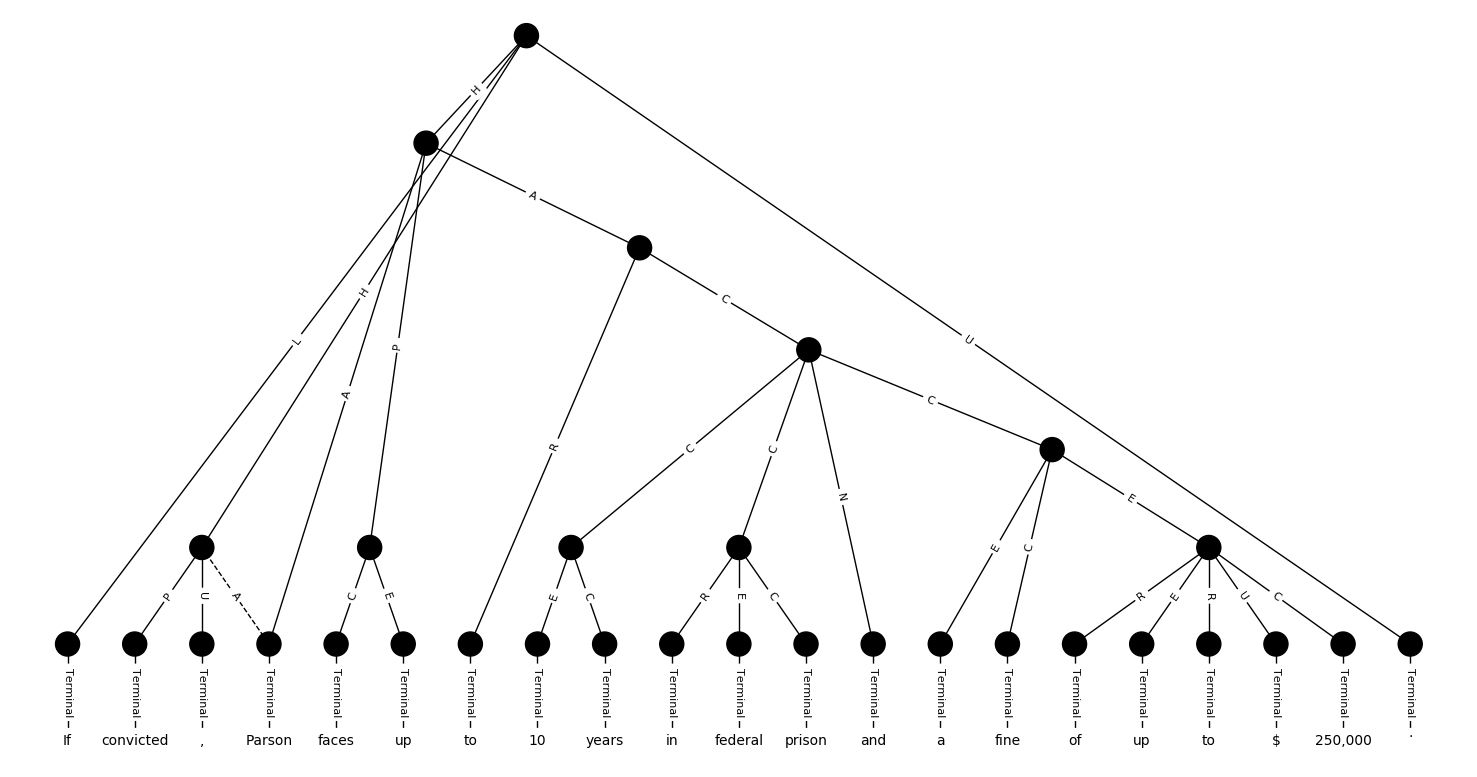 H
A
H
C
L
U
P
A
C
R
C
C
N
E
P U A C E E C R E C E C R E R U C
Terminal Terminal Terminal Terminal Terminal Terminal Terminal Terminal Terminal Terminal Terminal Terminal Terminal Terminal Terminal Terminal Terminal Terminal Terminal Terminal Terminal
If convicted , Parson faces up to 10 years in federal prison and a fine of up to $ 250,000 .